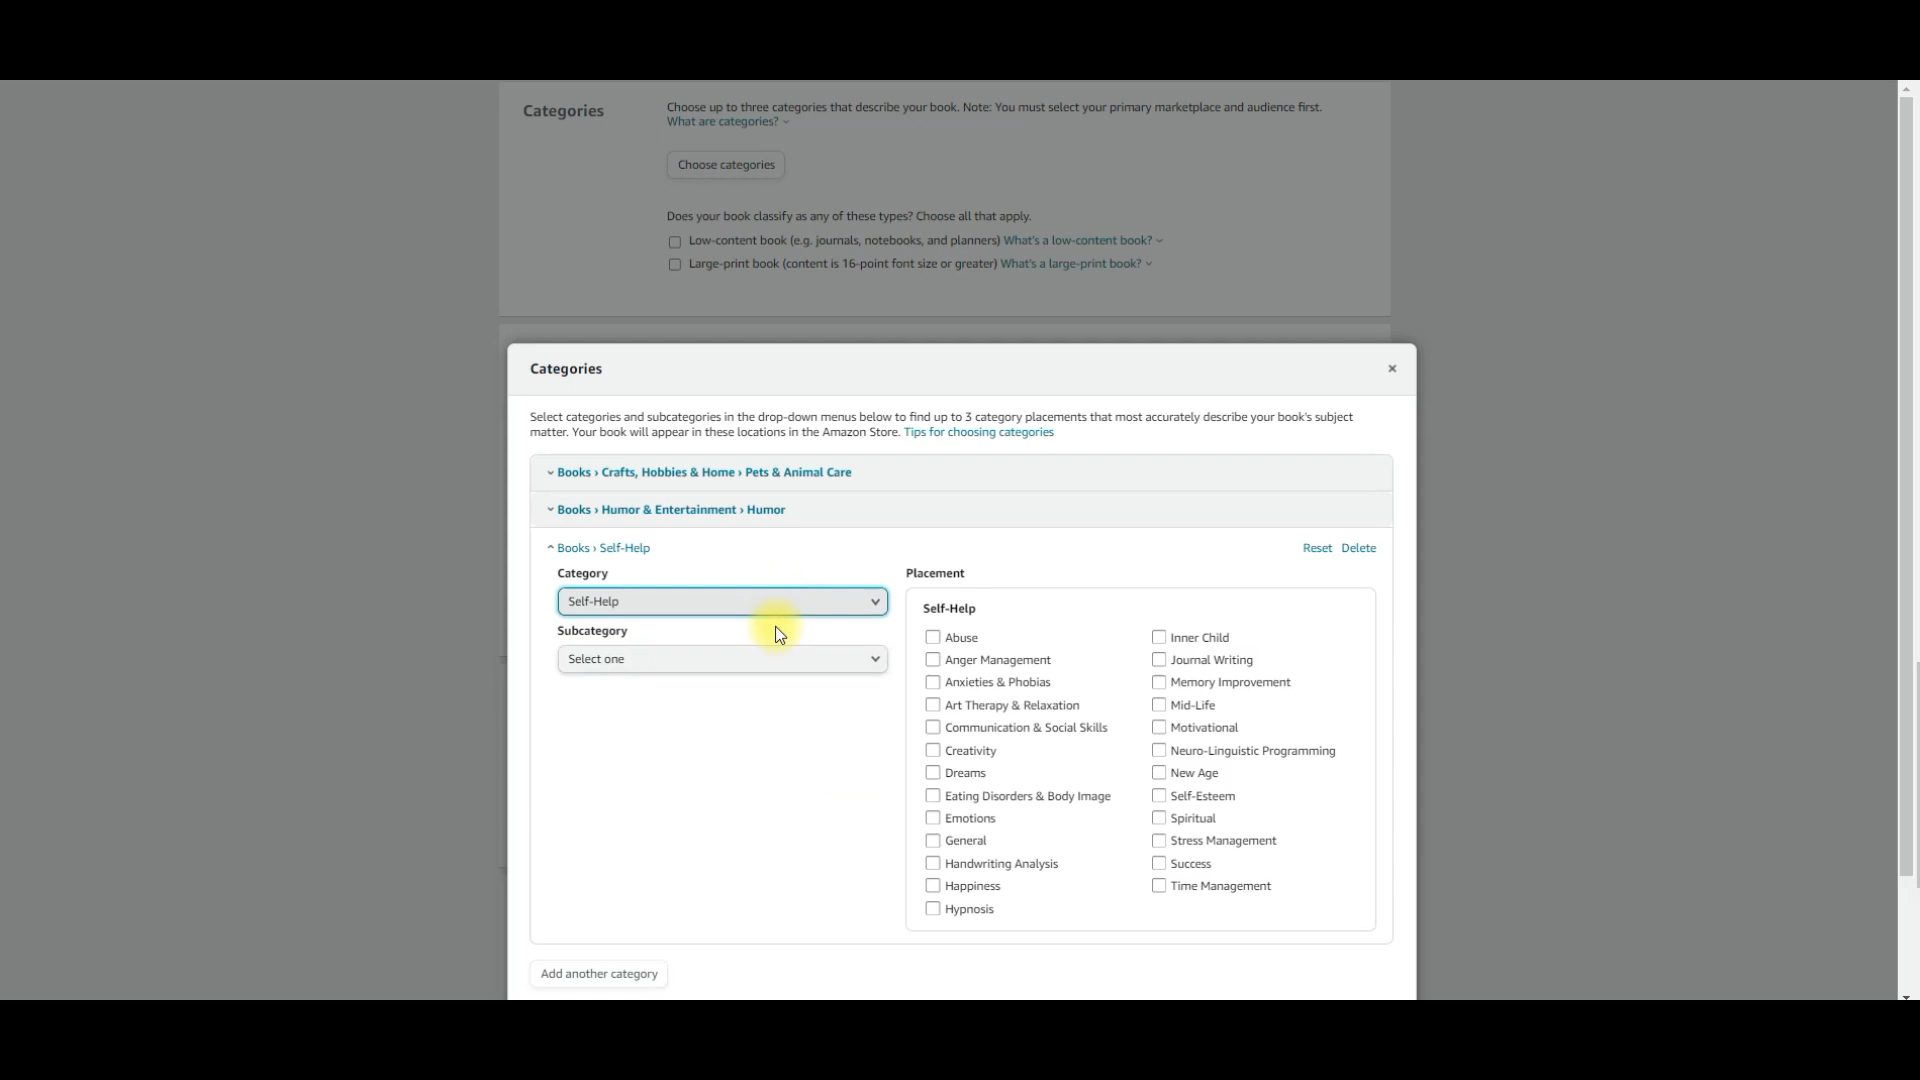 Categories
Choose up to three categories that describe your book. Note: You must select your primary marketplace and audience first.
What are categories?
Choose categories
Does your book classify as any of these types? Choose all that apply.
Low-content book (e.g. journals, notebooks, and planners) What's a low-content book?
Large-print book (content is 16-point font size or greater) What's a large-print book?
Categories
Select categories and subcategories in the drop-down menus below to find up to 3 category placements that most accurately describe your book's subject
matter. Your book will appear in these locations in the Amazon Store. Tips for choosing categories
Books › Crafts, Hobbies & Home › Pets & Animal Care
Books › Humor & Entertainment › Humor
Books › Self-Help
Reset Delete
Category
Self-Help
Subcategory
Select one
Placement
Self-Help
Abuse
Anger Management
Anxieties & Phobias
Art Therapy & Relaxation
Communication & Social Skills
Creativity
Dreams
Eating Disorders & Body Image
Emotions
General
Handwriting Analysis
Happiness
Hypnosis
Inner Child
Journal Writing
Memory Improvement
Mid-Life
Motivational
Neuro-Linguistic Programming
New Age
Self-Esteem
Spiritual
Stress Management
Success
Time Management
Add another category